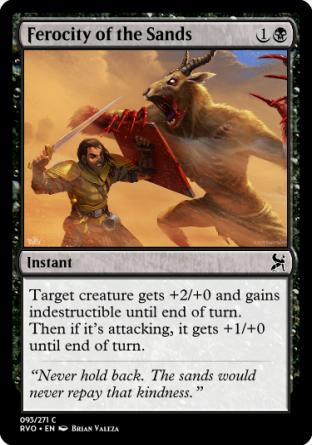 Ferocity of the Sands 1
Instant
Target creature gets +2/+0 and gains
indestructible until end of turn.
Then if it's attacking, it gets +1/+0
until end of turn.
"Never hold back. The sands would
never repay that kindness."
093/271 C
RVO • EN Brian Valeza